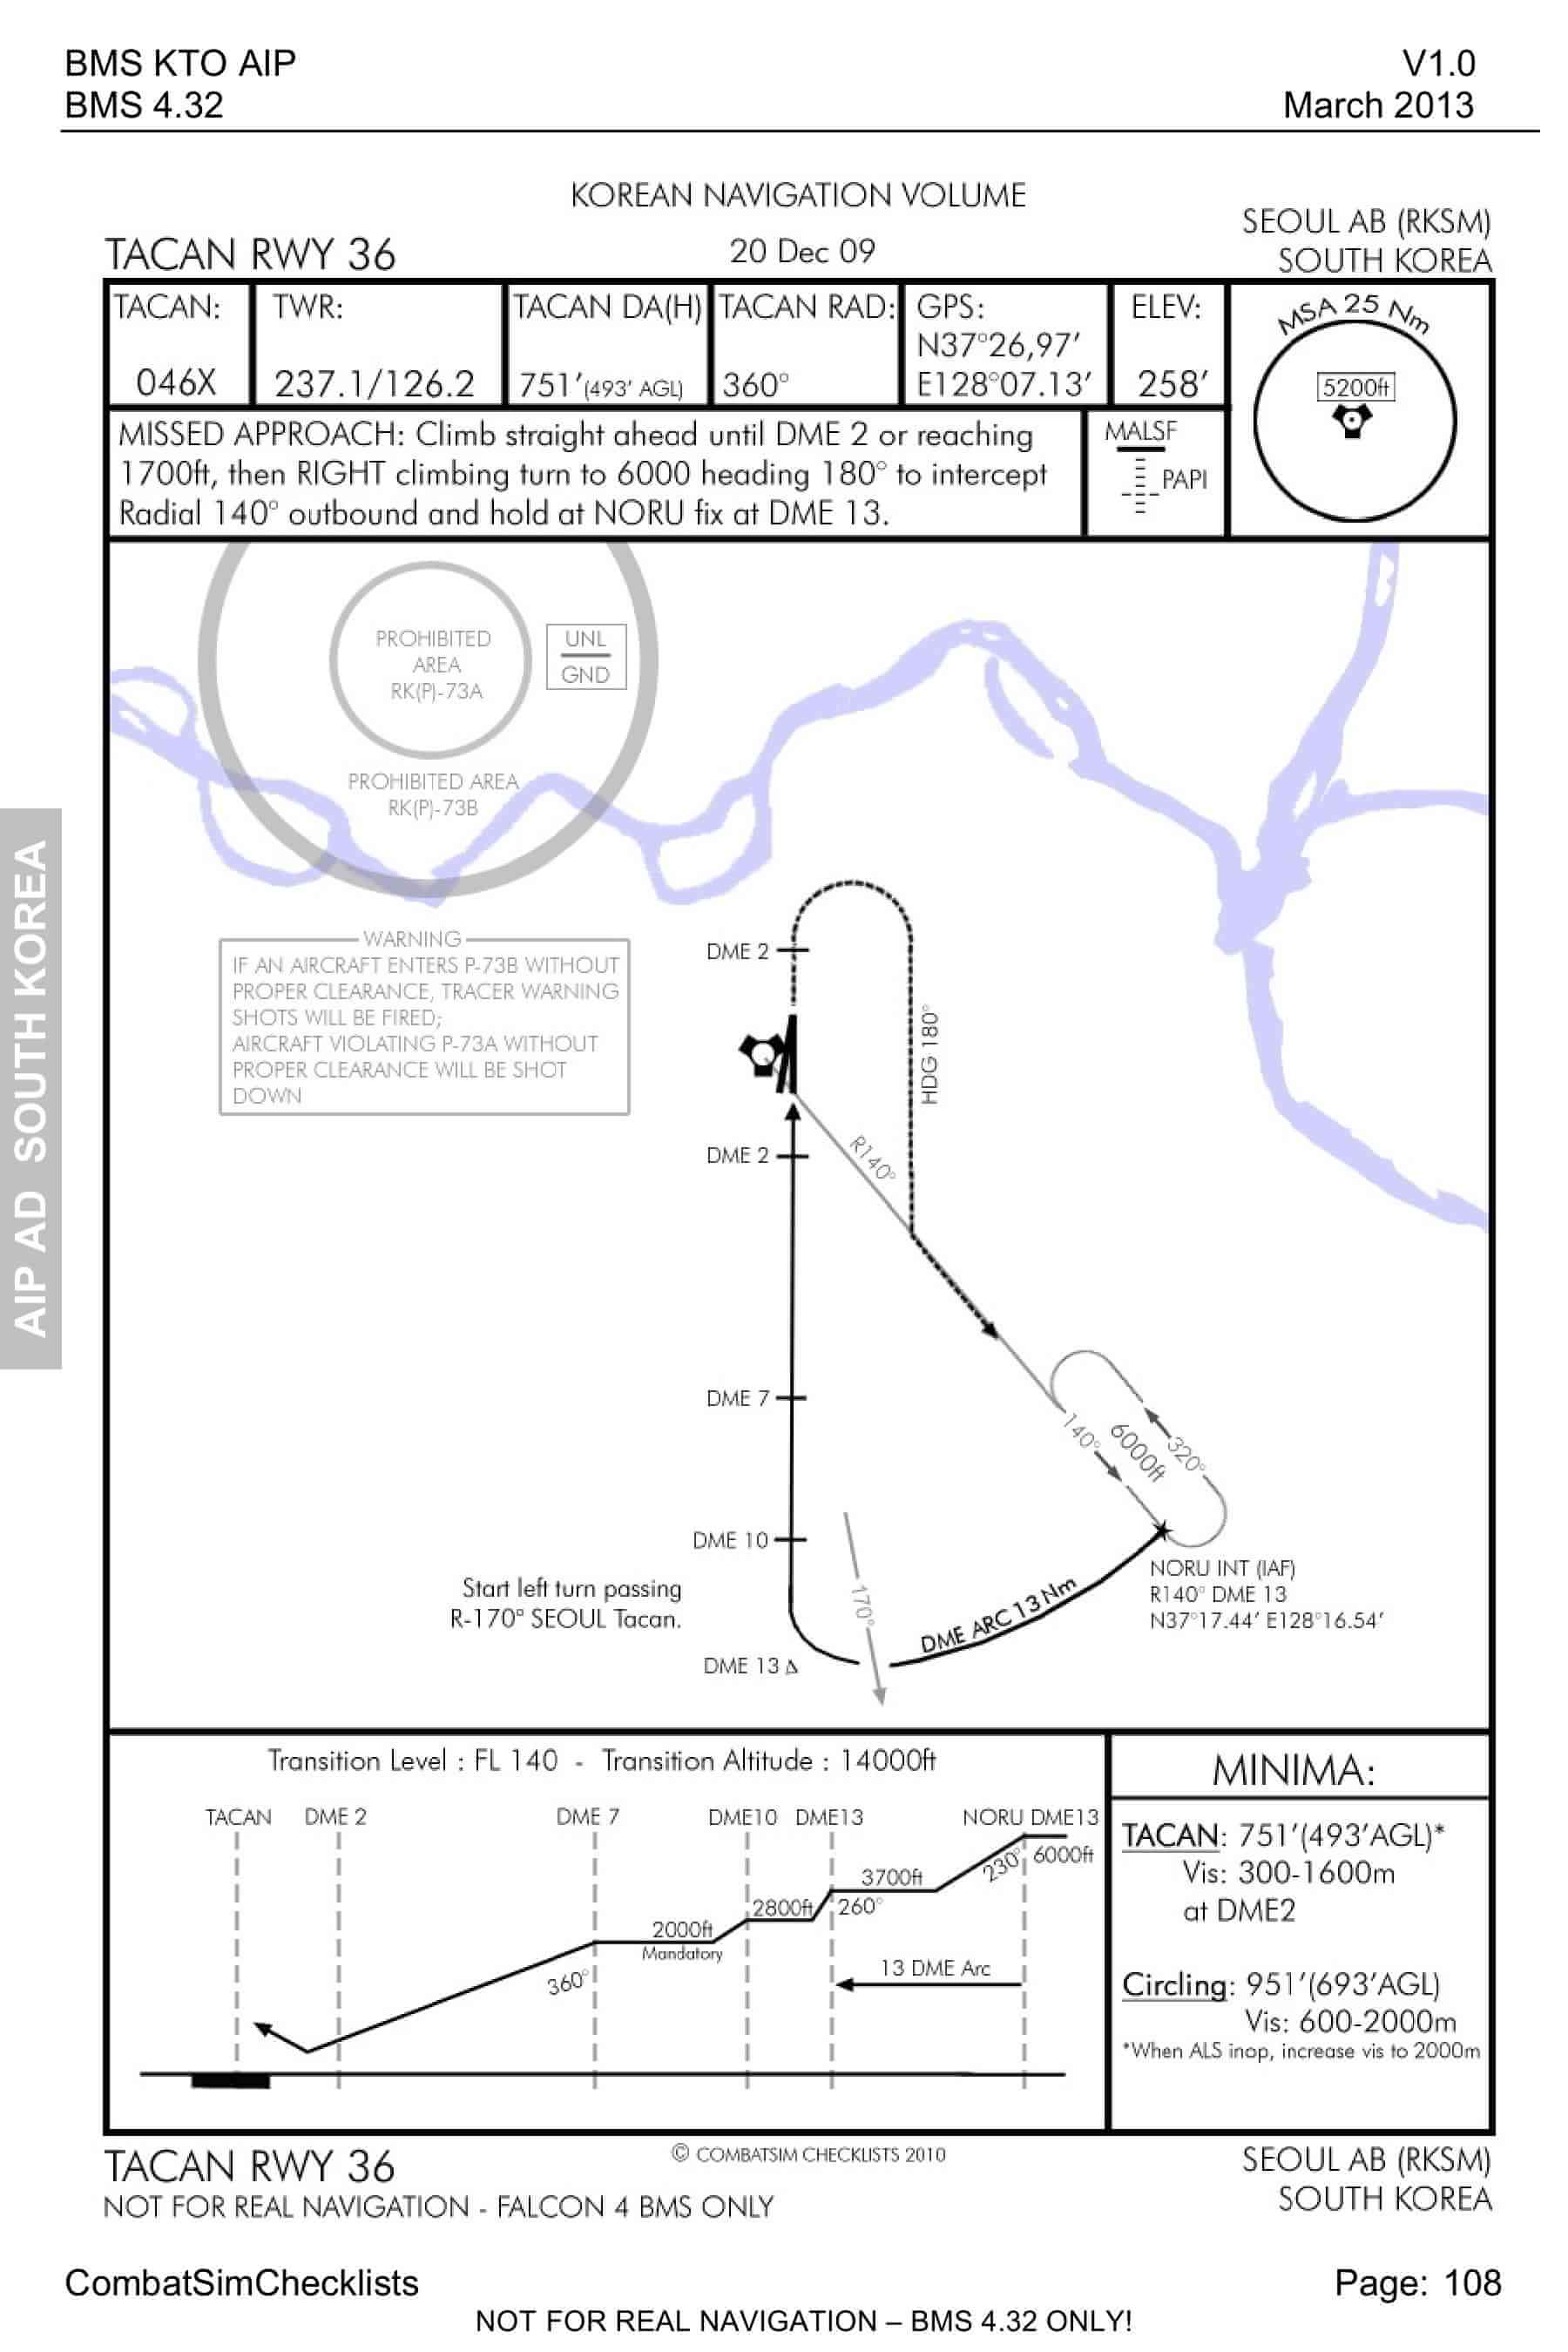 BMS KTO AIP
V1.0
BMS 4.32
March 2013
KOREAN NAVIGATION VOLUME
TACAN RWY 36
20 Dec 09
SEOUL AB (RKSM)
SOUTH KOREA
TACAN:
046X
TWR:
237.1/126.2
TACAN DA(H)
751′(493′ AGL)
TACAN RAD:
360°
GPS:
N37°26,97′
E128°07.13′
ELEV:
258′
MSA 25 Nm
5200ft
MISSED APPROACH: Climb straight ahead until DME 2 or reaching
1700ft, then RIGHT climbing turn to 6000 heading 180° to intercept
Radial 140° outbound and hold at NORU fix at DME 13.
MALSF
PAPI
PROHIBITED
AREA
RK(P)-73A
UNL
GND
PROHIBITED AREA
RK(P)-73B
WARNING
IF AN AIRCRAFT ENTERS P-73B WITHOUT
PROPER CLEARANCE, TRACER WARNING
SHOTS WILL BE FIRED;
AIRCRAFT VIOLATING P-73A WITHOUT
PROPER CLEARANCE WILL BE SHOT
DOWN
DME 2
HDG 180°
DME 2
R140°
DME 7
140°
6000ft
320°
DME 10
Start left turn passing
R-170° SEOUL Tacan.
170°
DME ARC 13 Nm
DME 13
NORU INT (IAF)
R140° DME 13
N37°17.44′ E128°16.54′
AIP AD SOUTH KOREA
Transition Level : FL 140 - Transition Altitude : 14000ft
TACAN
DME 2
DME 7
DME10
DME13
NORU DME13
6000ft
230°
3700ft
260°
2800ft
2000ft
Mandatory
360°
13 DME Arc
MINIMA:
TACAN: 751′(493′AGL)*
Vis: 300-1600m
at DME2
Circling: 951′(693′AGL)
Vis: 600-2000m
*When ALS inop, increase vis to 2000m
TACAN RWY 36
© COMBATSIM CHECKLISTS 2010
SEOUL AB (RKSM)
SOUTH KOREA
NOT FOR REAL NAVIGATION - FALCON 4 BMS ONLY
CombatSimChecklists
Page: 108
NOT FOR REAL NAVIGATION – BMS 4.32 ONLY!